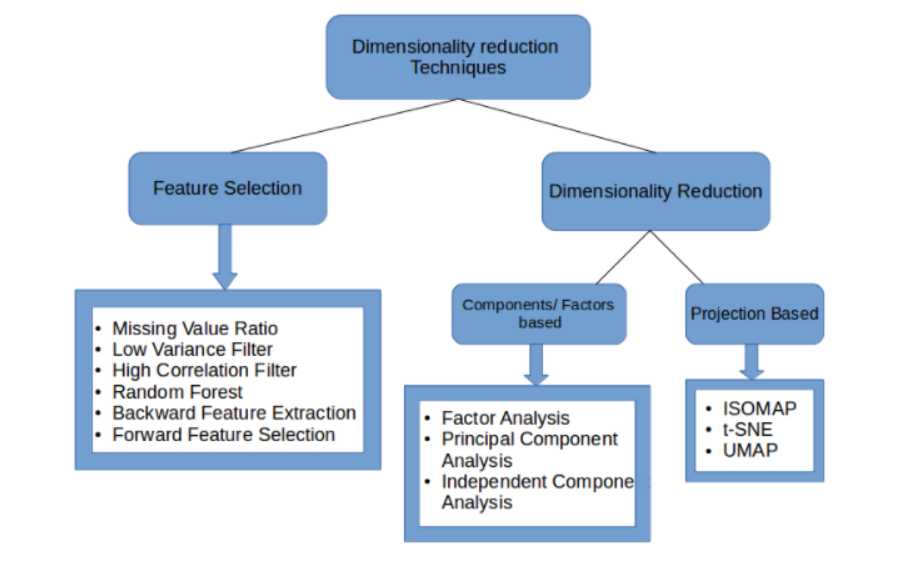 Dimensionality reduction
Techniques
Feature Selection
Dimensionality Reduction
Components/ Factors
based
Projection Based
• Missing Value Ratio
• Low Variance Filter
• High Correlation Filter
• Random Forest
• Backward Feature Extraction
• Forward Feature Selection
• Factor Analysis
• Principal Component
Analysis
• Independent Compone
Analysis
• ISOMAP
• t-SNE
• UMAP